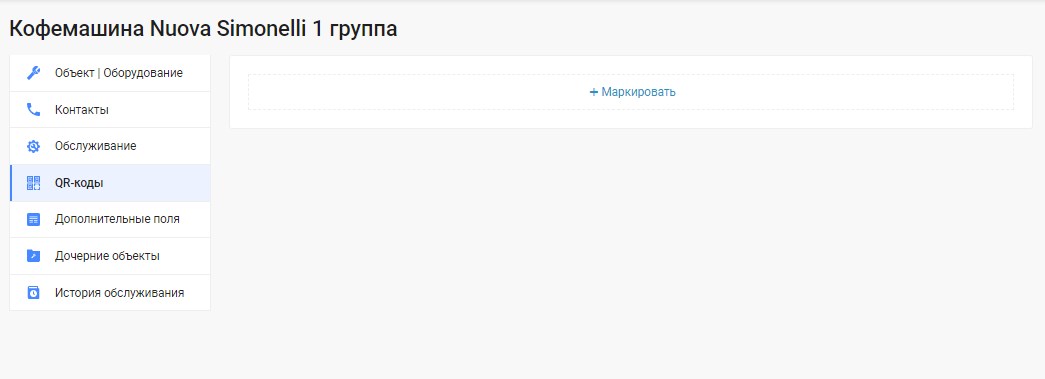 Кофемашина Nuova Simonelli 1 группа
Объект | Оборудование
Контакты
Обслуживание
QR-коды
Дополнительные поля
Дочерние объекты
История обслуживания
+ Маркировать